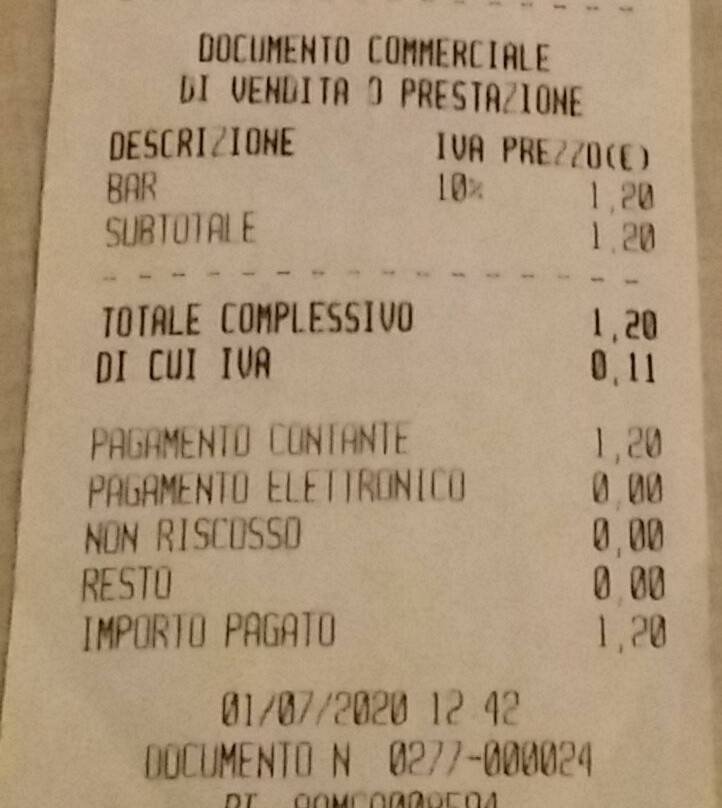 DOCUMENTO COMMERCIALE
DI VENDITA O PRESTAZIONE
DESCRIZIONE IVA PREZZO(€)
BAR 10% 1,20
SUBTOTALE 1,20
TOTALE COMPLESSIVO 1,20
DI CUI IVA 0,11
PAGAMENTO CONTANTE 1,20
PAGAMENTO ELETTRONICO 0,00
NON RISCOSSO 0,00
RESTO 0,00
IMPORTO PAGATO 1,20
01/07/2020 12 42
DOCUMENTO N 0277-000024